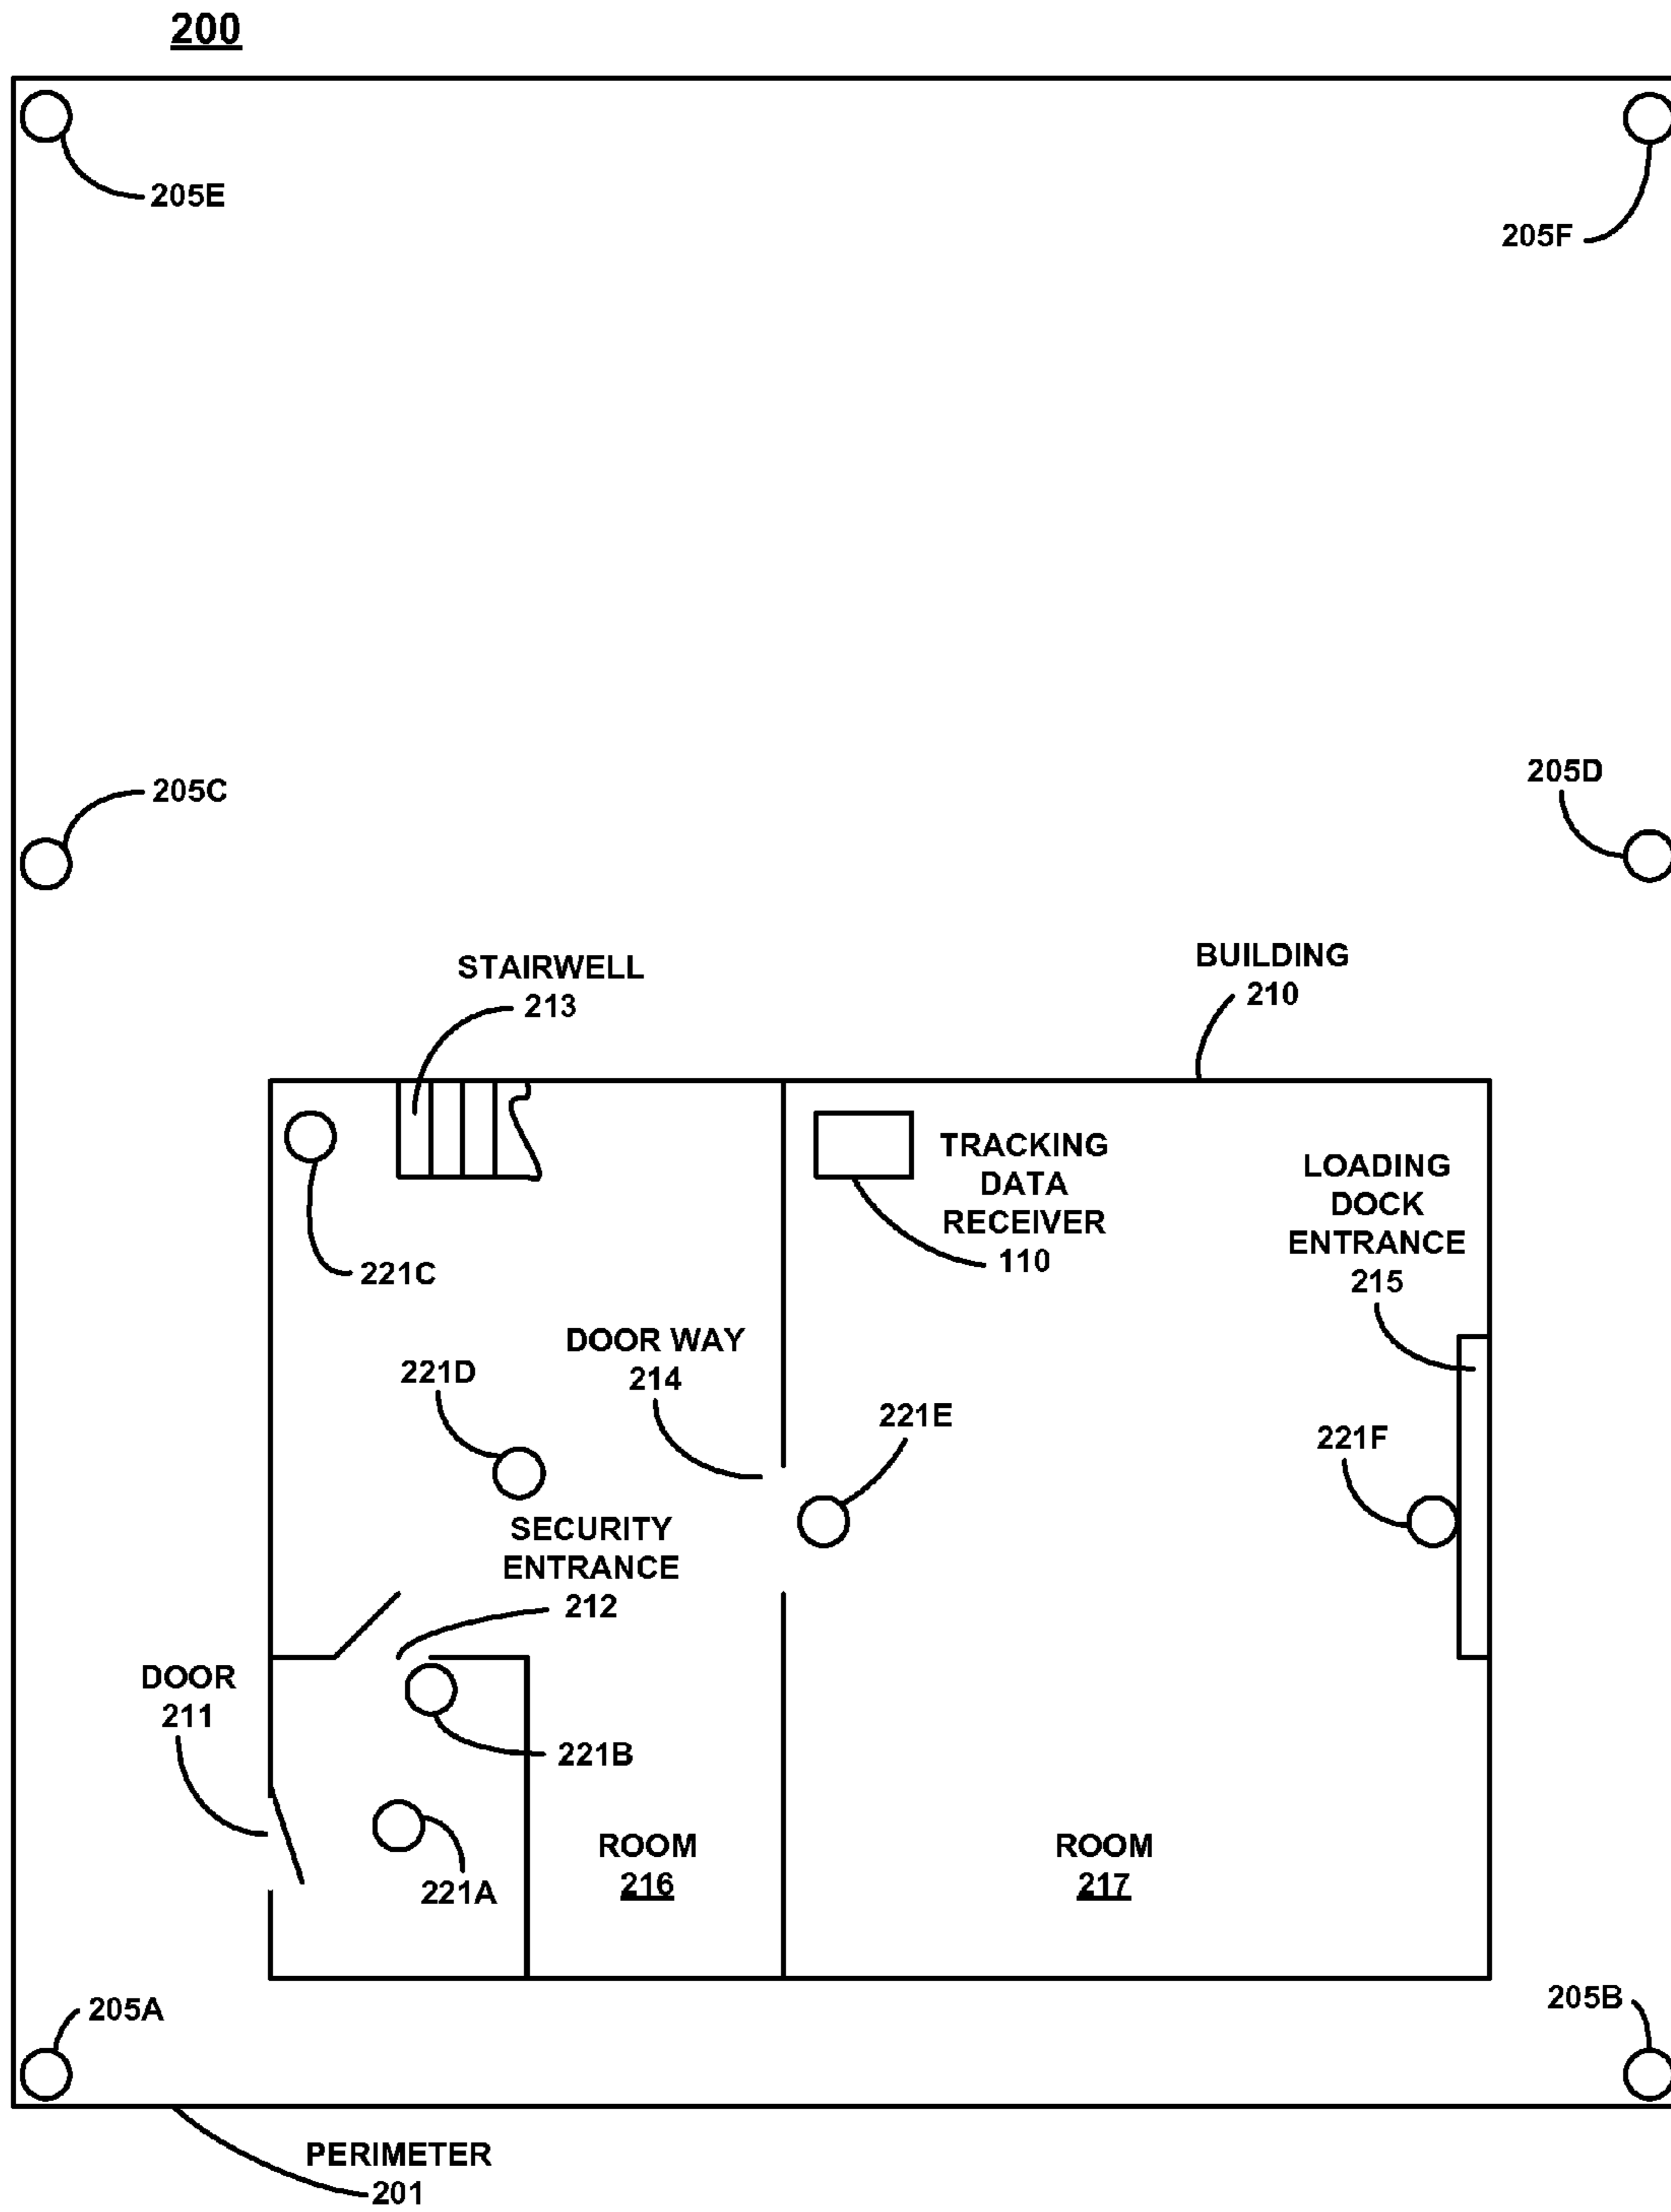 200
205E
205F
205C
205D
STAIRWELL
213
BUILDING
210
TRACKING
DATA
RECEIVER
110
LOADING
DOCK
ENTRANCE
215
221C
DOOR WAY
214
221D
221E
221F
SECURITY
ENTRANCE
212
DOOR
211
221B
221A
ROOM
216
ROOM
217
205A
205B
PERIMETER
201